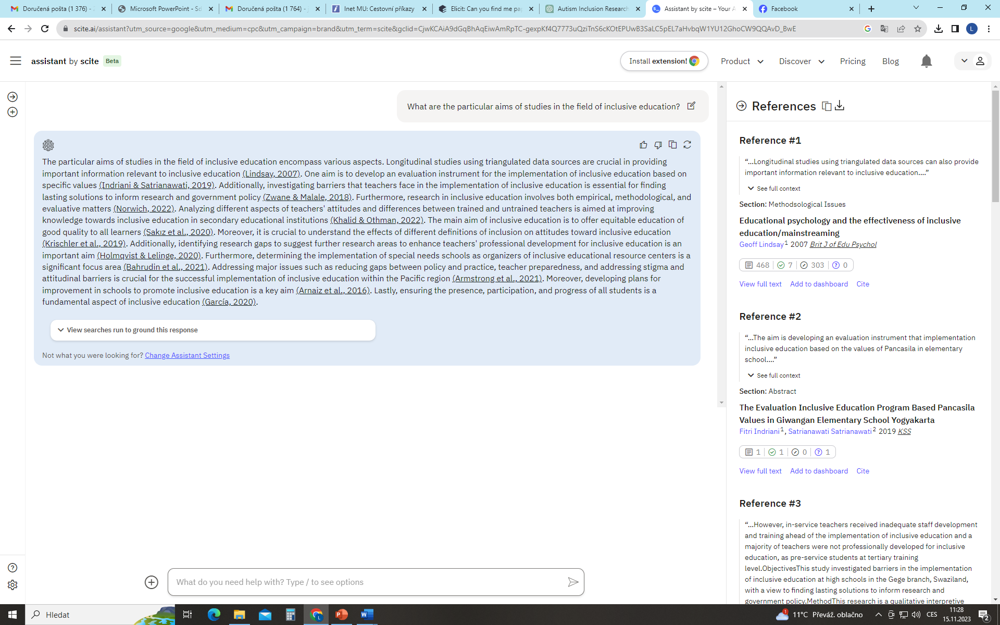 Doručená pošta (1 376) -
Microsoft PowerPoint - Sd
Doručená pošta (1 764) -
Inet MU: Cestovní příkazy
Elicit: Can you find me pap
Autism Inclusion Research
Assistant by scite – Your A
Facebook
scite.ai/assistant?utm_source=google&utm_medium=cpc&utm_campaign=brand&utm_term=scite&gclid=CjwKCAiA9dGqBhAqEiwAmRpTC-gexpKf4Q7773uQziTnS6cKOtEPUwB3SaLC5pEL7aHvbqW1YU12GhoCW9QQAvD_BwE
L
assistant by scite Beta
Install extension!
Product
Discover
Pricing
Blog
What are the particular aims of studies in the field of inclusive education?
The particular aims of studies in the field of inclusive education encompass various aspects. Longitudinal studies using triangulated data sources are crucial in providing
important information relevant to inclusive education (Lindsay, 2007). One aim is to develop an evaluation instrument for the implementation of inclusive education based on
specific values (Indriani & Satrianawati, 2019). Additionally, investigating barriers that teachers face in the implementation of inclusive education is essential for finding
lasting solutions to inform research and government policy (Zwane & Malale, 2018). Furthermore, research in inclusive education involves both empirical, methodological, and
evaluative matters (Norwich, 2022). Analyzing different aspects of teachers' attitudes and differences between trained and untrained teachers is aimed at improving
knowledge towards inclusive education in secondary educational institutions (Khalid & Othman, 2022). The main aim of inclusive education is to offer equitable education of
good quality to all learners (Sakız et al., 2020). Moreover, it is crucial to understand the effects of different definitions of inclusion on attitudes toward inclusive education
(Krischler et al., 2019). Additionally, identifying research gaps to suggest further research areas to enhance teachers' professional development for inclusive education is an
important aim (Holmqvist & Lelinge, 2020). Furthermore, determining the implementation of special needs schools as organizers of inclusive educational resource centers is a
significant focus area (Bahrudin et al., 2021). Addressing major issues such as reducing gaps between policy and practice, teacher preparedness, and addressing stigma and
attitudinal barriers is crucial for the successful implementation of inclusive education within the Pacific region (Armstrong et al., 2021). Moreover, developing plans for
improvement in schools to promote inclusive education is a key aim (Arnaiz et al., 2016). Lastly, ensuring the presence, participation, and progress of all students is a
fundamental aspect of inclusive education (García, 2020).
View searches run to ground this response
Not what you were looking for? Change Assistant Settings
What do you need help with? Type / to see options
References
Reference #1
“...Longitudinal studies using triangulated data sources can also provide
important information relevant to inclusive education....”
See full context
Section: Methodsological Issues
Educational psychology and the effectiveness of inclusive
education/mainstreaming
Geoff Lindsay1 2007 Brit J of Edu Psychol
468 7 303 0
View full text Add to dashboard Cite
Reference #2
“...The aim is developing an evaluation instrument that implementation
inclusive education based on the values of Pancasila in elementary
school....”
See full context
Section: Abstract
The Evaluation Inclusive Education Program Based Pancasila
Values in Giwangan Elementary School Yogyakarta
Fitri Indriani1, Satrianawati Satrianawati2 2019 KSS
1 1 0 1
View full text Add to dashboard Cite
Reference #3
“...However, in-service teachers received inadequate staff development
and training ahead of the implementation of inclusive education and a
majority of teachers were not professionally developed for inclusive
education, as pre-service students at tertiary training
level.ObjectivesThis study investigated barriers in the implementation
of inclusive education at high schools in the Gege branch, Swaziland,
with a view to finding lasting solutions to inform research and
government policy.MethodThis research is a qualitative interpretive
Hledat
1
11°C Převáž. oblačno
CES
11:28
15.11.2023
2